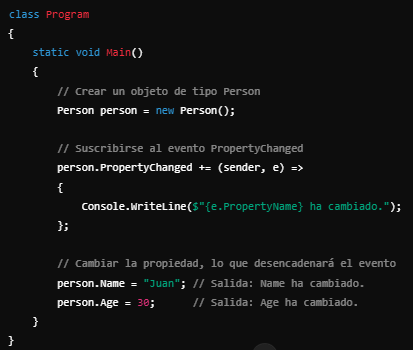 class Program
{
    static void Main()
    {
        // Crear un objeto de tipo Person
        Person person = new Person();

        // Suscribirse al evento PropertyChanged
        person.PropertyChanged += (sender, e) =>
        {
            Console.WriteLine($"{e.PropertyName} ha cambiado.");
        };

        // Cambiar la propiedad, lo que desencadenará el evento
        person.Name = "Juan"; // Salida: Name ha cambiado.
        person.Age = 30;      // Salida: Age ha cambiado.
    }
}